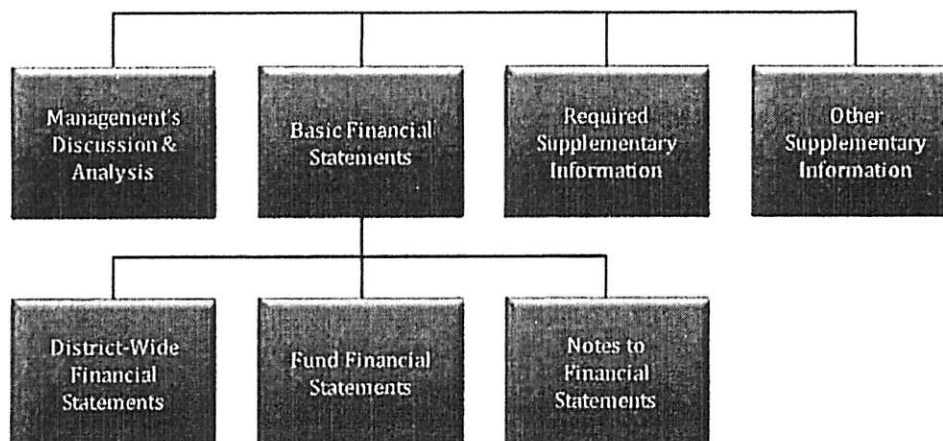 Management's
Discussion &
Analysis
Basic Financial
Statements
Required
Supplementary
Information
Other
Supplementary
Information
District-Wide
Financial
Statements
Fund Financial
Statements
Notes to
Financial
Statements